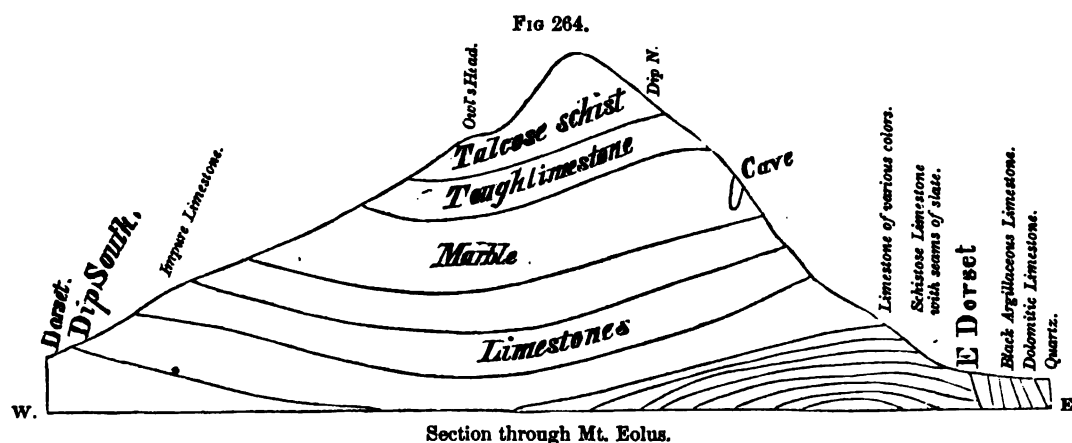 FIG 264.
Owl's Head.
Dip N.
Talcose schist
Tough limestone
Cave
Marble
Limestones
Dorset.
Dip South.
Impure Limestone.
Limestone of various colors.
Schistose Limestone
with seams of slate.
E Dorset
Black Argillaceous Limestone.
Dolomitic Limestone.
Quartz.
W.
E
Section through Mt. Eolus.